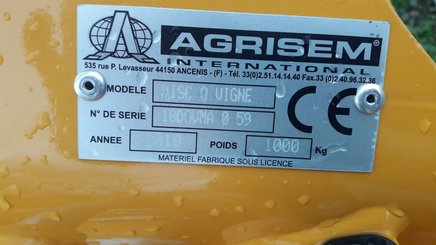 AGRISEM
INTERNATIONAL
535 rue P. Levasseur 44150 ANCENIS - (F) - Tél. 33(0)2.51.14.14.40 Fax.33 (0)2.40.96.32.36
MODELE DISC O VIGNE
N° DE SERIE 1808VMA 0 59
ANNEE 2018 POIDS 1000 Kg
MATERIEL FABRIQUE SOUS LICENCE
CE